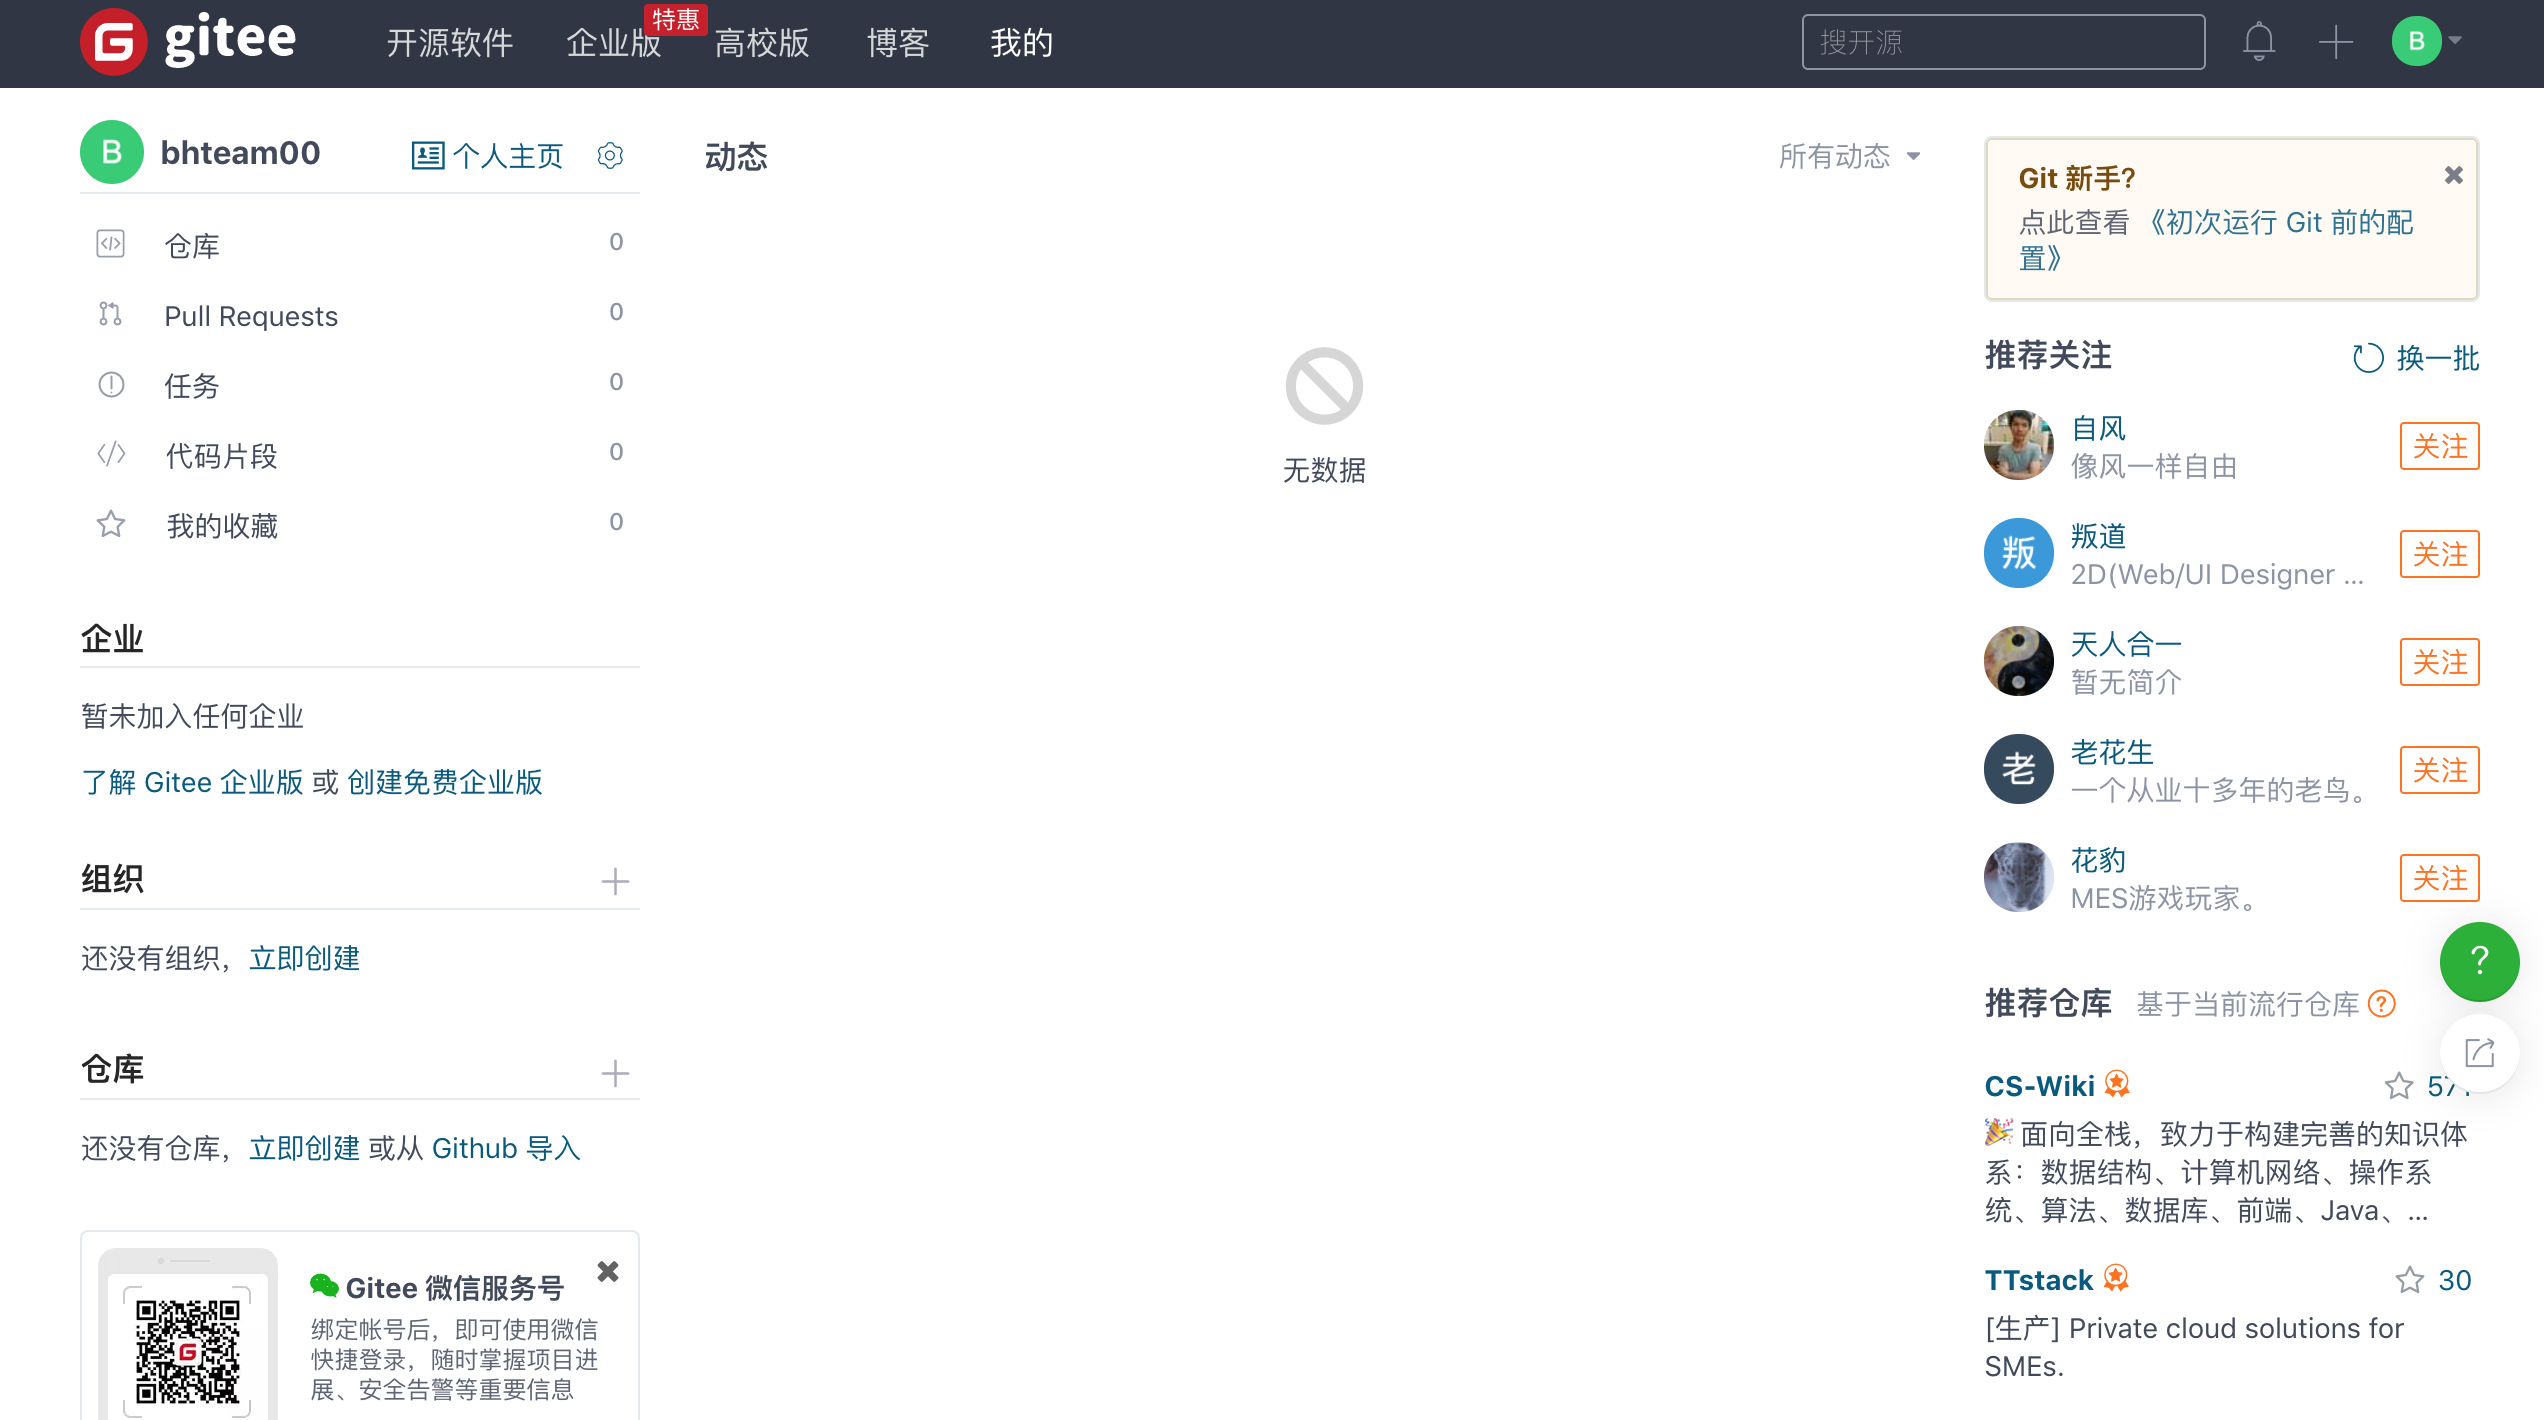 gitee
开源软件
企业版
特惠
高校版
博客
我的
搜开源
B
B
bhteam00
个人主页
仓库 0
Pull Requests 0
任务 0
代码片段 0
我的收藏 0
企业
暂未加入任何企业
了解 Gitee 企业版 或 创建免费企业版
组织
还没有组织，立即创建
仓库
还没有仓库，立即创建 或从 Github 导入
Gitee 微信服务号
绑定帐号后，即可使用微信
快捷登录，随时掌握项目进
展、安全告警等重要信息
动态
所有动态
无数据
Git 新手?
点此查看 《初次运行 Git 前的配
置》
推荐关注
换一批
自风
像风一样自由
关注
叛
叛道
2D(Web/UI Designer ...
关注
天人合一
暂无简介
关注
老
老花生
一个从业十多年的老鸟。
关注
花豹
MES游戏玩家。
关注
?
推荐仓库 基于当前流行仓库 ?
CS-Wiki
🎉 面向全栈，致力于构建完善的知识体
系：数据结构、计算机网络、操作系
统、算法、数据库、前端、Java、...
TTstack 30
[生产] Private cloud solutions for
SMEs.